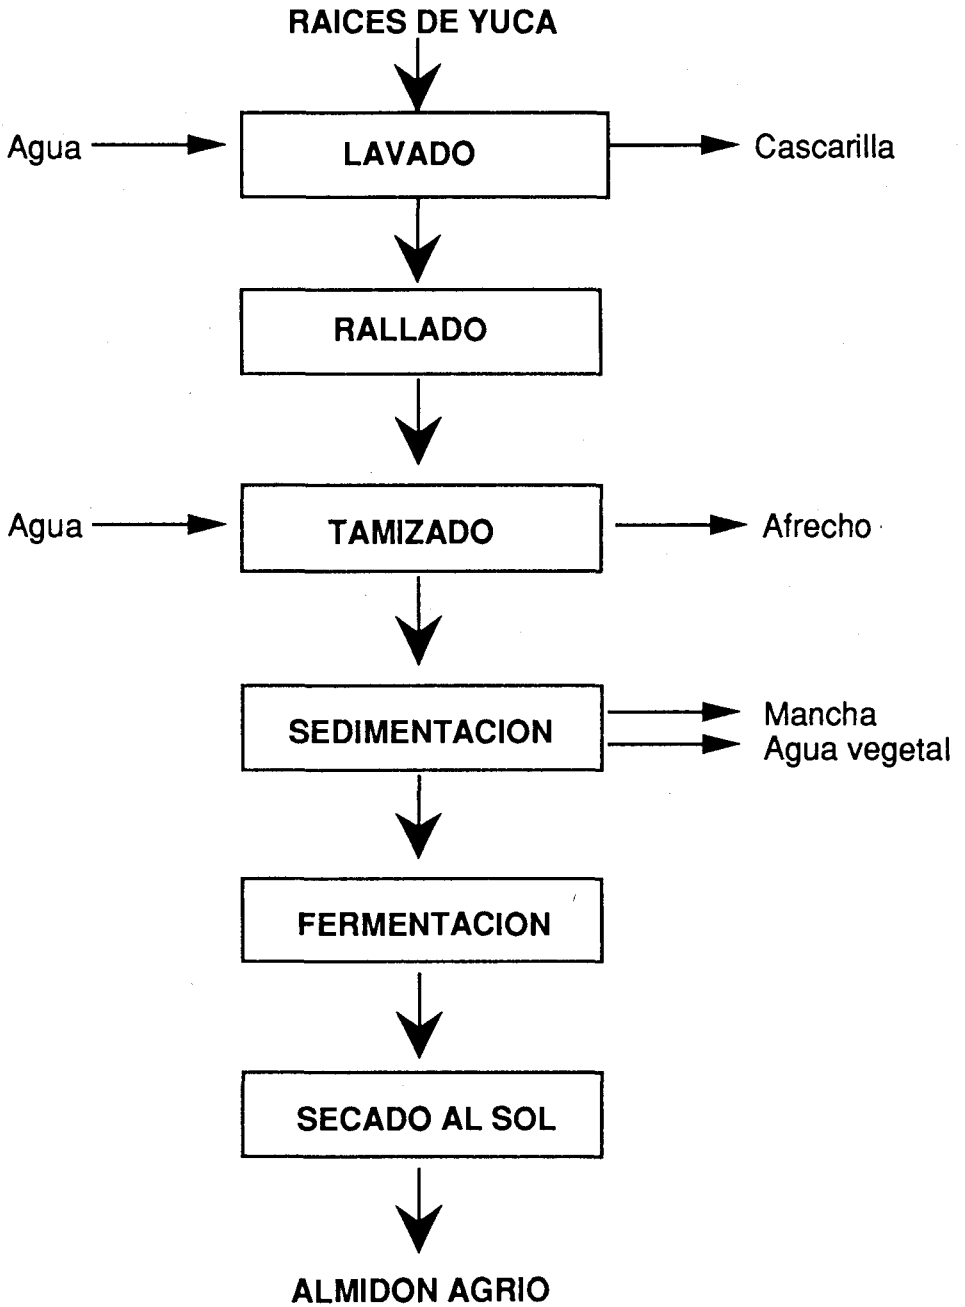 RAICES DE YUCA
Agua
LAVADO
Cascarilla
RALLADO
Agua
TAMIZADO
Afrecho
SEDIMENTACION
Mancha
Agua vegetal
FERMENTACION
SECADO AL SOL
ALMIDON AGRIO